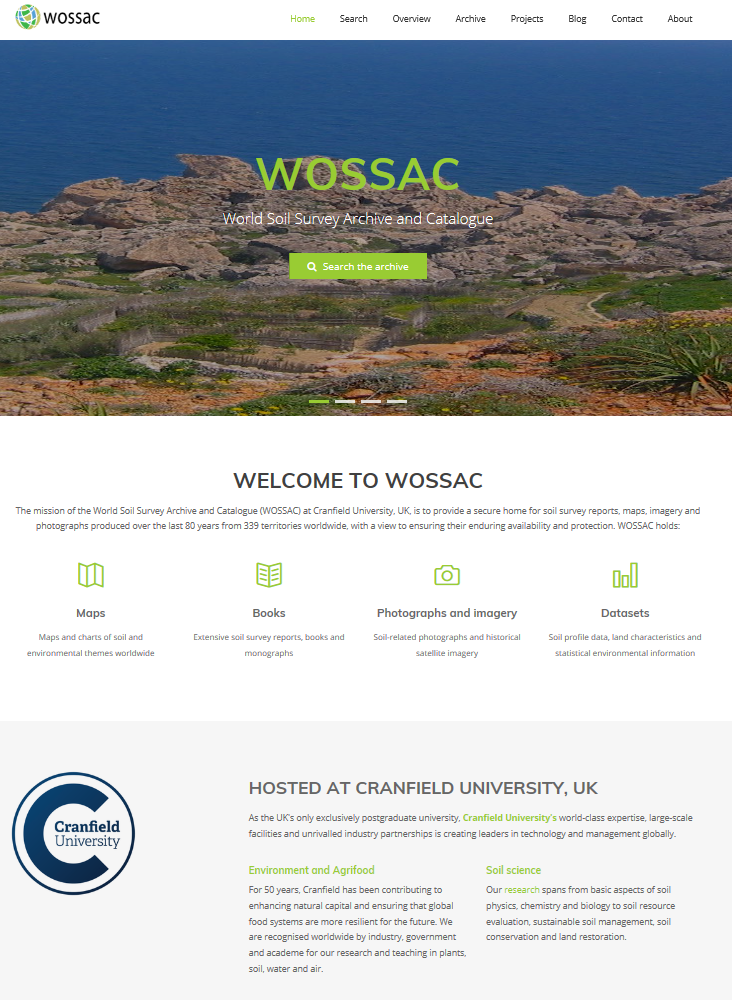 wossac
Home Search Overview Archive Projects Blog Contact About
WOSSAC
World Soil Survey Archive and Catalogue
Search the archive
WELCOME TO WOSSAC
The mission of the World Soil Survey Archive and Catalogue (WOSSAC) at Cranfield University, UK, is to provide a secure home for soil survey reports, maps, imagery and
photographs produced over the last 80 years from 339 territories worldwide, with a view to ensuring their enduring availability and protection. WOSSAC holds:
Maps
Maps and charts of soil and
environmental themes worldwide
Books
Extensive soil survey reports, books and
monographs
Photographs and imagery
Soil-related photographs and historical
satellite imagery
Datasets
Soil profile data, land characteristics and
statistical environmental information
Cranfield
University
HOSTED AT CRANFIELD UNIVERSITY, UK
As the UK's only exclusively postgraduate university, Cranfield University's world-class expertise, large-scale
facilities and unrivalled industry partnerships is creating leaders in technology and management globally.
Environment and Agrifood
For 50 years, Cranfield has been contributing to
enhancing natural capital and ensuring that global
food systems are more resilient for the future. We
are recognised worldwide by industry, government
and academe for our research and teaching in plants,
soil, water and air.
Soil science
Our research spans from basic aspects of soil
physics, chemistry and biology to soil resource
evaluation, sustainable soil management, soil
conservation and land restoration.